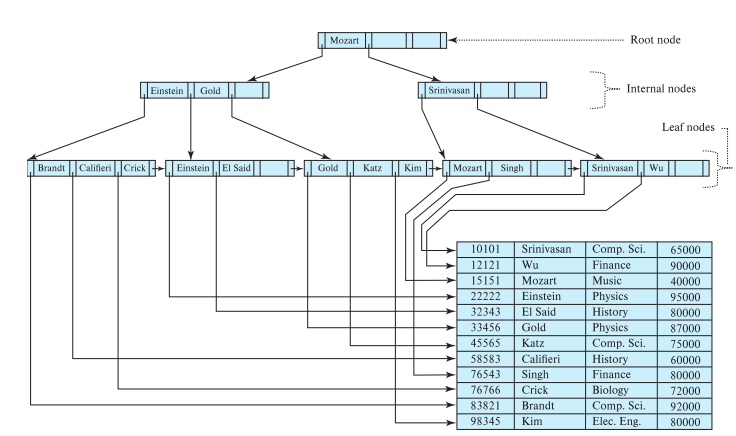 Mozart
Root node
Einstein Gold
Srinivasan
Internal nodes
Leaf nodes
Brandt Califieri Crick
Einstein El Said
Gold Katz Kim
Mozart Singh
Srinivasan Wu
10101 Srinivasan Comp. Sci. 65000
12121 Wu Finance 90000
15151 Mozart Music 40000
22222 Einstein Physics 95000
32343 El Said History 80000
33456 Gold Physics 87000
45565 Katz Comp. Sci. 75000
58583 Califieri History 60000
76543 Singh Finance 80000
76766 Crick Biology 72000
83821 Brandt Comp. Sci. 92000
98345 Kim Elec. Eng. 80000